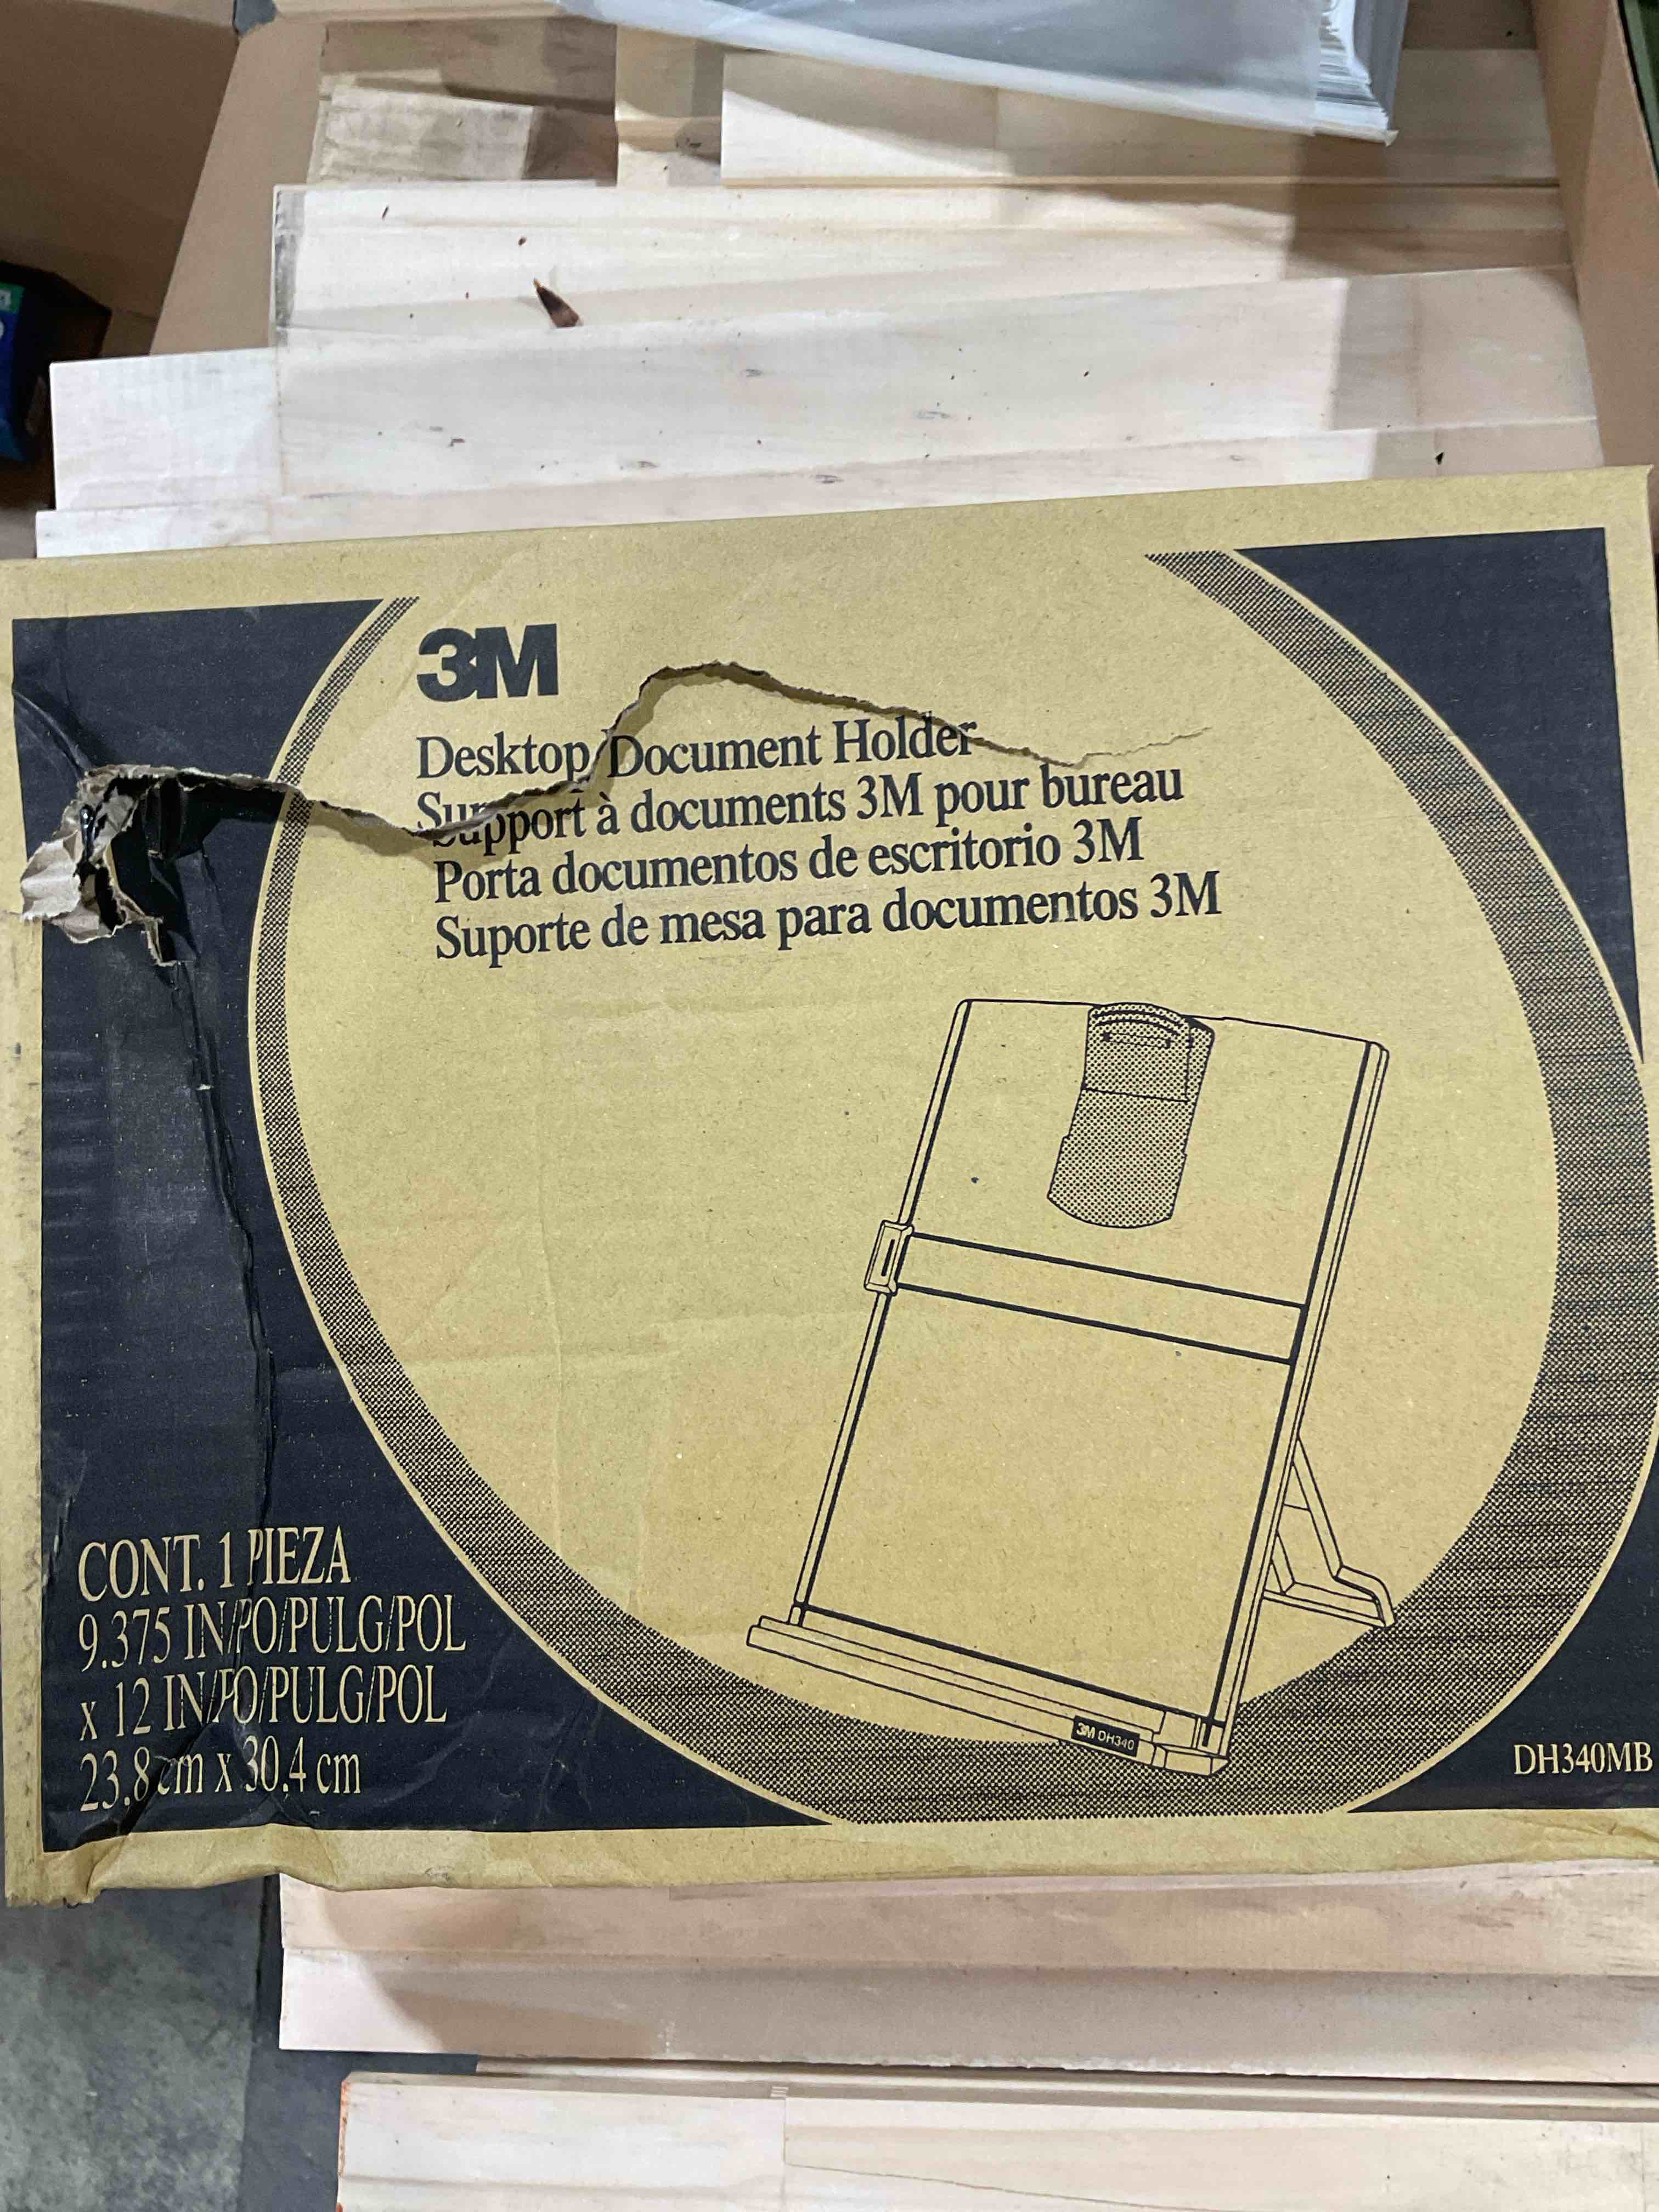 3M
Desktop Document Holder
Support à documents 3M pour bureau
Porta documentos de escritorio 3M
Suporte de mesa para documentos 3M
3M DH340
CONT. 1 PIEZA
9.375 IN/PO/PULG/POL
x 12 IN/PO/PULG/POL
23.8 cm x 30.4 cm
DH340MB